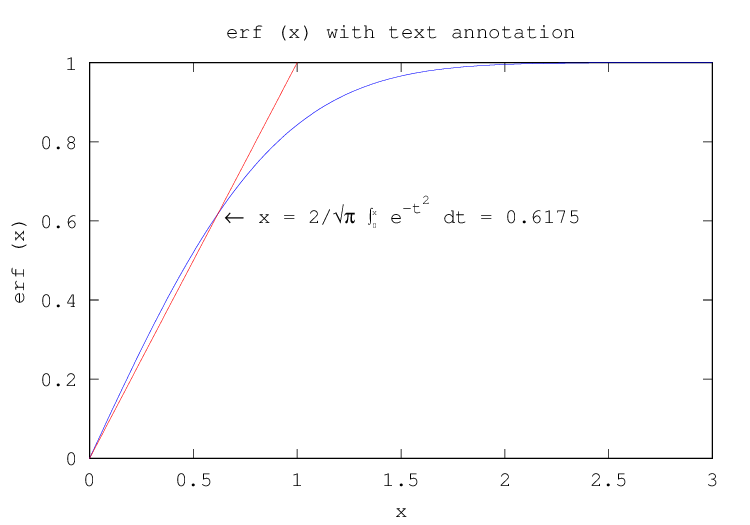 erf (x) with text annotation
1
0.8
0.6
0.4
0.2
0
erf (x)
← x = 2/√π ∫₀ˣ e^-t^2 dt = 0.6175
0 0.5 1 1.5 2 2.5 3
x